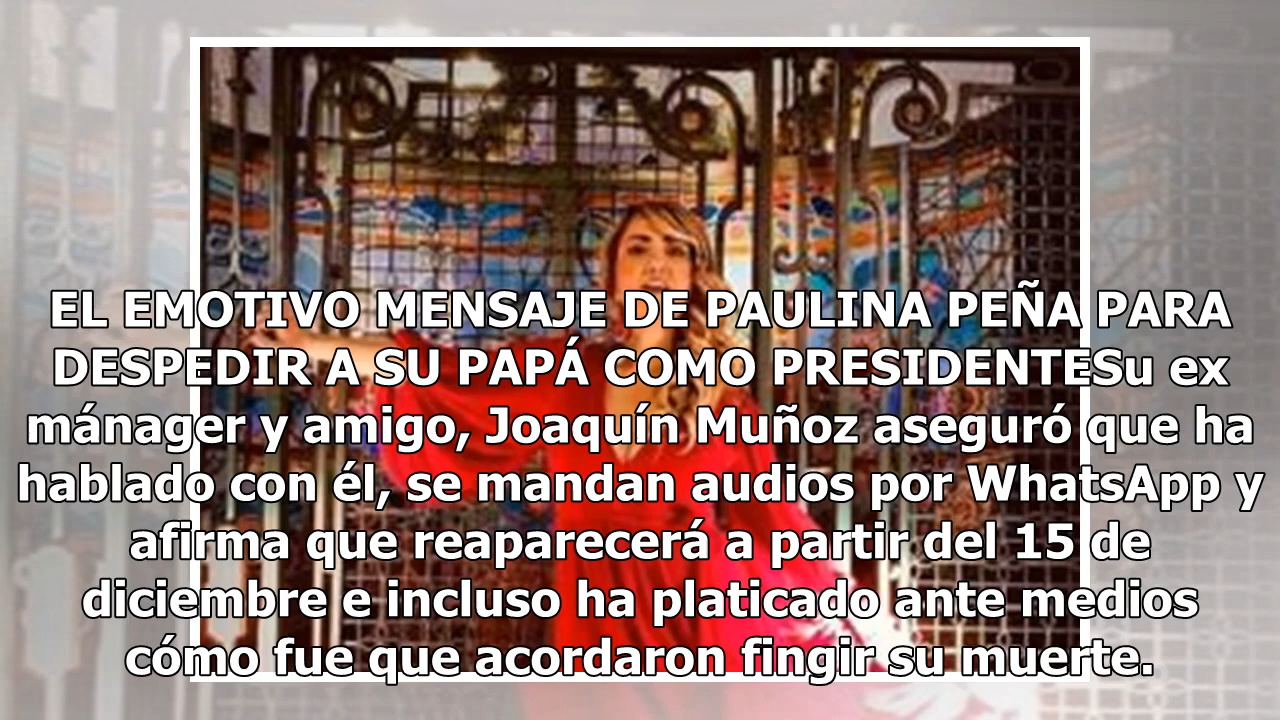 EL EMOTIVO MENSAJE DE PAULINA PEÑA PARA
DESPEDIR A SU PAPÁ COMO PRESIDENTESu ex
mánager y amigo, Joaquín Muñoz aseguró que ha
hablado con él, se mandan audios por WhatsApp y
afirma que reaparecerá a partir del 15 de
diciembre e incluso ha platicado ante medios
cómo fue que acordaron fingir su muerte.